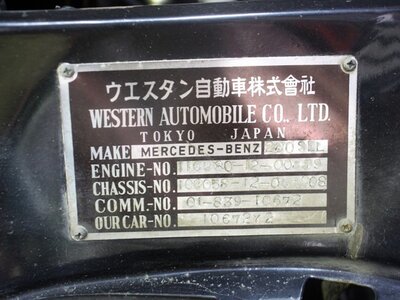 ウエスタン自動車株式會社
WESTERN AUTOMOBILE CO., LTD.
TOKYO JAPAN
MAKE MERCEDES-BENZ
ENGINE-NO.
CHASSIS-NO.
COMM.-NO. 01-839-10672
OUR CAR-NO.